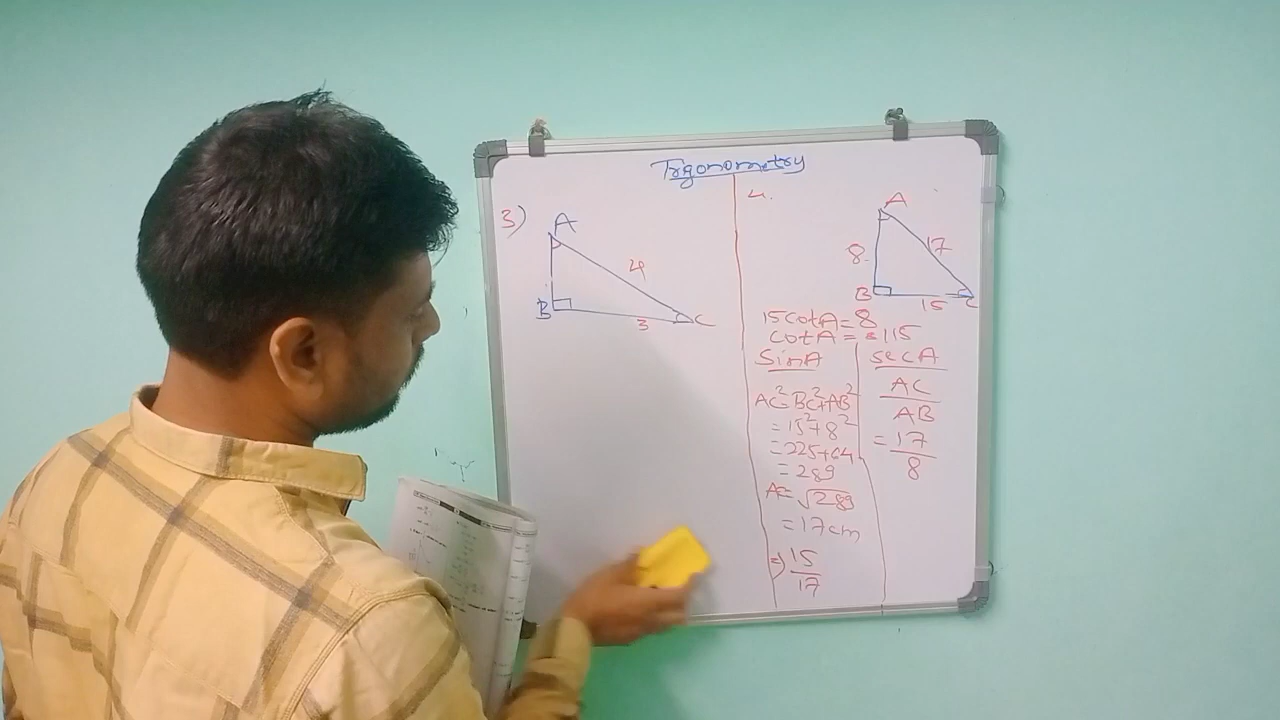 Trgonometry
3)
A
4
B
3
C
4.
A
8
17
B
15
C
15cotA = 8
cotA = 8/15
SinA
AC²=BC²+AB²
= 15²+8²
= 225+64
= 289
AC= √289
= 17cm
=) 15
17
secA
AC
AB
= 17
8